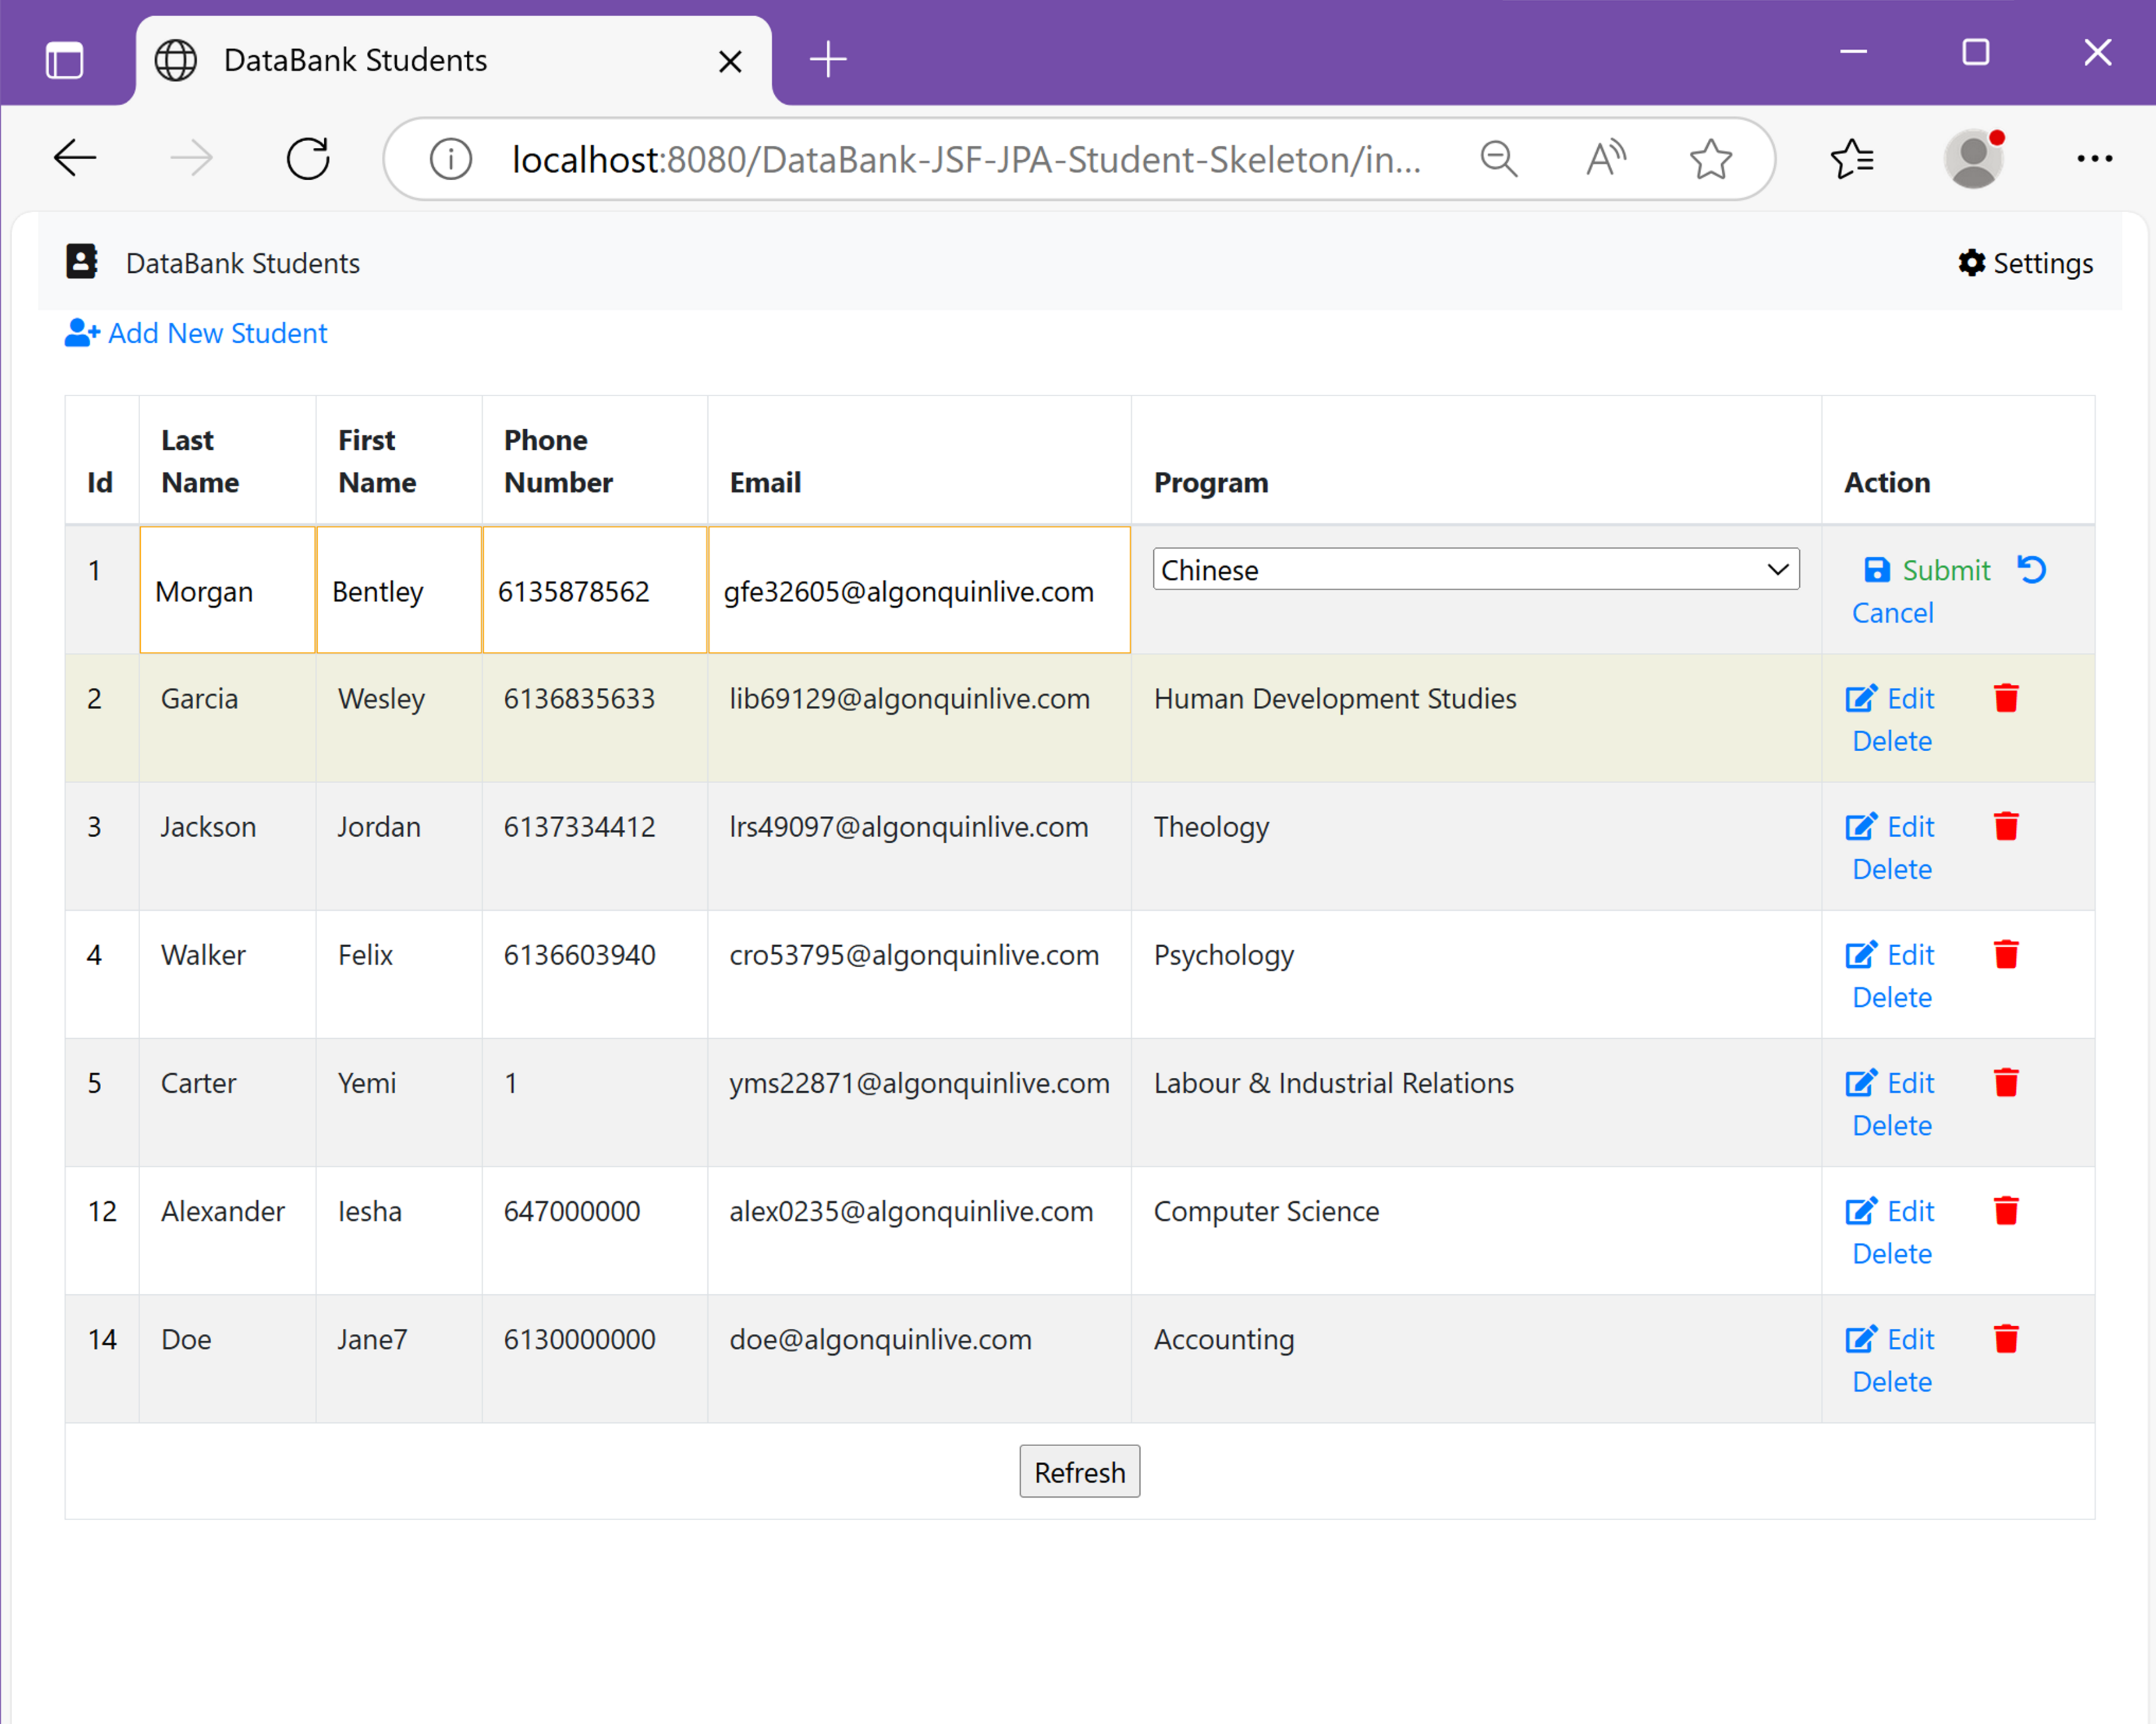 DataBank Students
localhost:8080/DataBank-JSF-JPA-Student-Skeleton/in...
DataBank Students
Settings
Add New Student
Id Last Name First Name Phone Number Email Program Action
1 Morgan Bentley 6135878562 gfe32605@algonquinlive.com Chinese Submit
Cancel
2 Garcia Wesley 6136835633 lib69129@algonquinlive.com Human Development Studies Edit
Delete
3 Jackson Jordan 6137334412 lrs49097@algonquinlive.com Theology Edit
Delete
4 Walker Felix 6136603940 cro53795@algonquinlive.com Psychology Edit
Delete
5 Carter Yemi 1 yms22871@algonquinlive.com Labour & Industrial Relations Edit
Delete
12 Alexander Iesha 647000000 alex0235@algonquinlive.com Computer Science Edit
Delete
14 Doe Jane7 6130000000 doe@algonquinlive.com Accounting Edit
Delete
Refresh